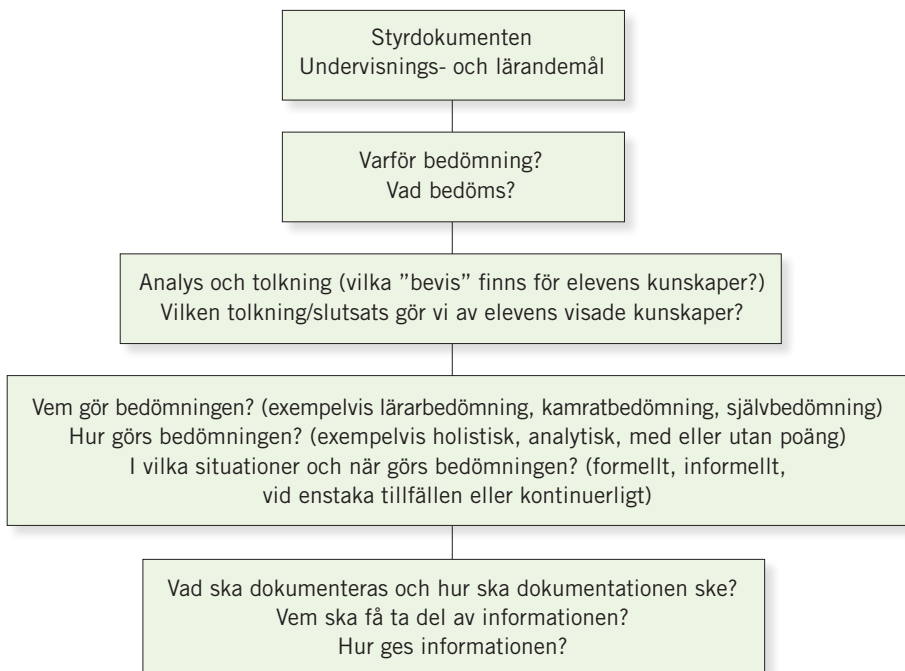 Styrdokumenten
Undervisnings- och lärandemål
Varför bedömning?
Vad bedöms?
Analys och tolkning (vilka ”bevis” finns för elevens kunskaper?)
Vilken tolkning/slutsats gör vi av elevens visade kunskaper?
Vem gör bedömningen? (exempelvis lärarbedömning, kamratbedömning, självbedömning)
Hur görs bedömningen? (exempelvis holistisk, analytisk, med eller utan poäng)
I vilka situationer och när görs bedömningen? (formellt, informellt,
vid enstaka tillfällen eller kontinuerligt)
Vad ska dokumenteras och hur ska dokumentationen ske?
Vem ska få ta del av informationen?
Hur ges informationen?